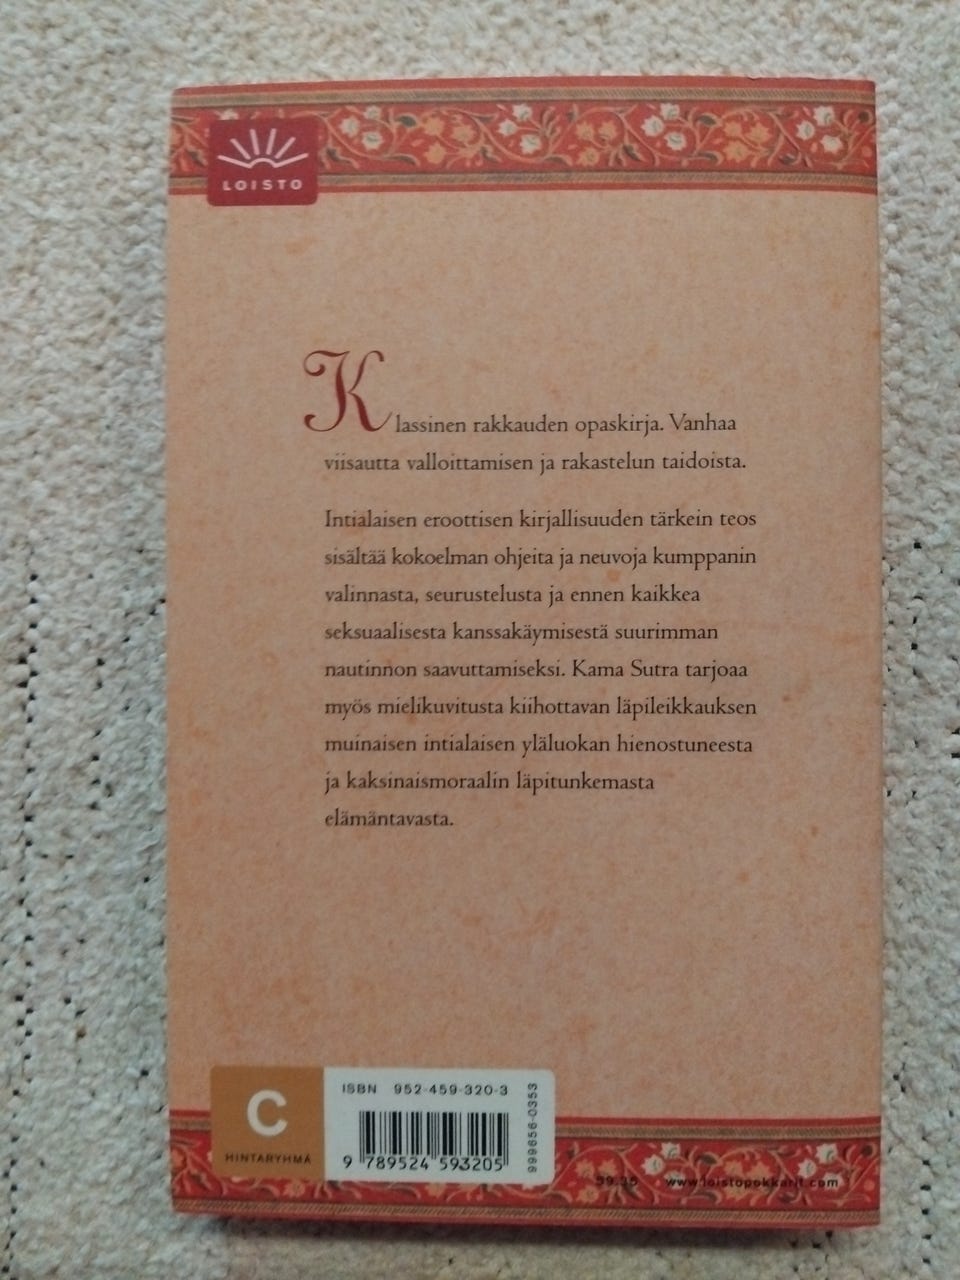 LOISTO
Klassinen rakkauden opaskirja. Vanhaa
viisautta valloittamisen ja rakastelun taidoista.
Intialaisen eroottisen kirjallisuuden tärkein teos
sisältää kokoelman ohjeita ja neuvoja kumppanin
valinnasta, seurustelusta ja ennen kaikkea
seksuaalisesta kanssakäymisestä suurimman
nautinnon saavuttamiseksi. Kama Sutra tarjoaa
myös mielikuvitusta kiihottavan läpileikkauksen
muinaisen intialaisen yläluokan hienostuneesta
ja kaksinaismoraalin läpitunkemasta
elämäntavasta.
C
HINTARYHMÄ
ISBN 952-459-320-3
9 789524 593205
999656-0353
59.35 www.loistopokkarit.com